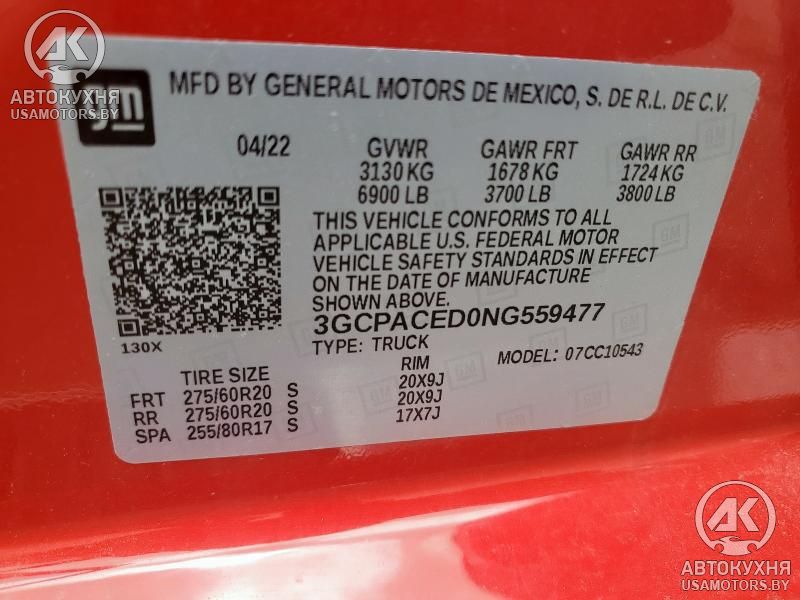 АВТОКУХНЯ
USAMOTORS.BY
gm
MFD BY GENERAL MOTORS DE MEXICO, S. DE R.L. DE C.V.
04/22 GVWR GAWR FRT GAWR RR
3130 KG 1678 KG 1724 KG
6900 LB 3700 LB 3800 LB
THIS VEHICLE CONFORMS TO ALL
APPLICABLE U.S. FEDERAL MOTOR
VEHICLE SAFETY STANDARDS IN EFFECT
ON THE DATE OF MANUFACTURE
SHOWN ABOVE.
130X
3GCPACED0NG559477
TYPE: TRUCK MODEL: 07CC10543
TIRE SIZE RIM
FRT 275/60R20 S 20X9J
RR 275/60R20 S 20X9J
SPA 255/80R17 S 17X7J
АВТОКУХНЯ
USAMOTORS.BY